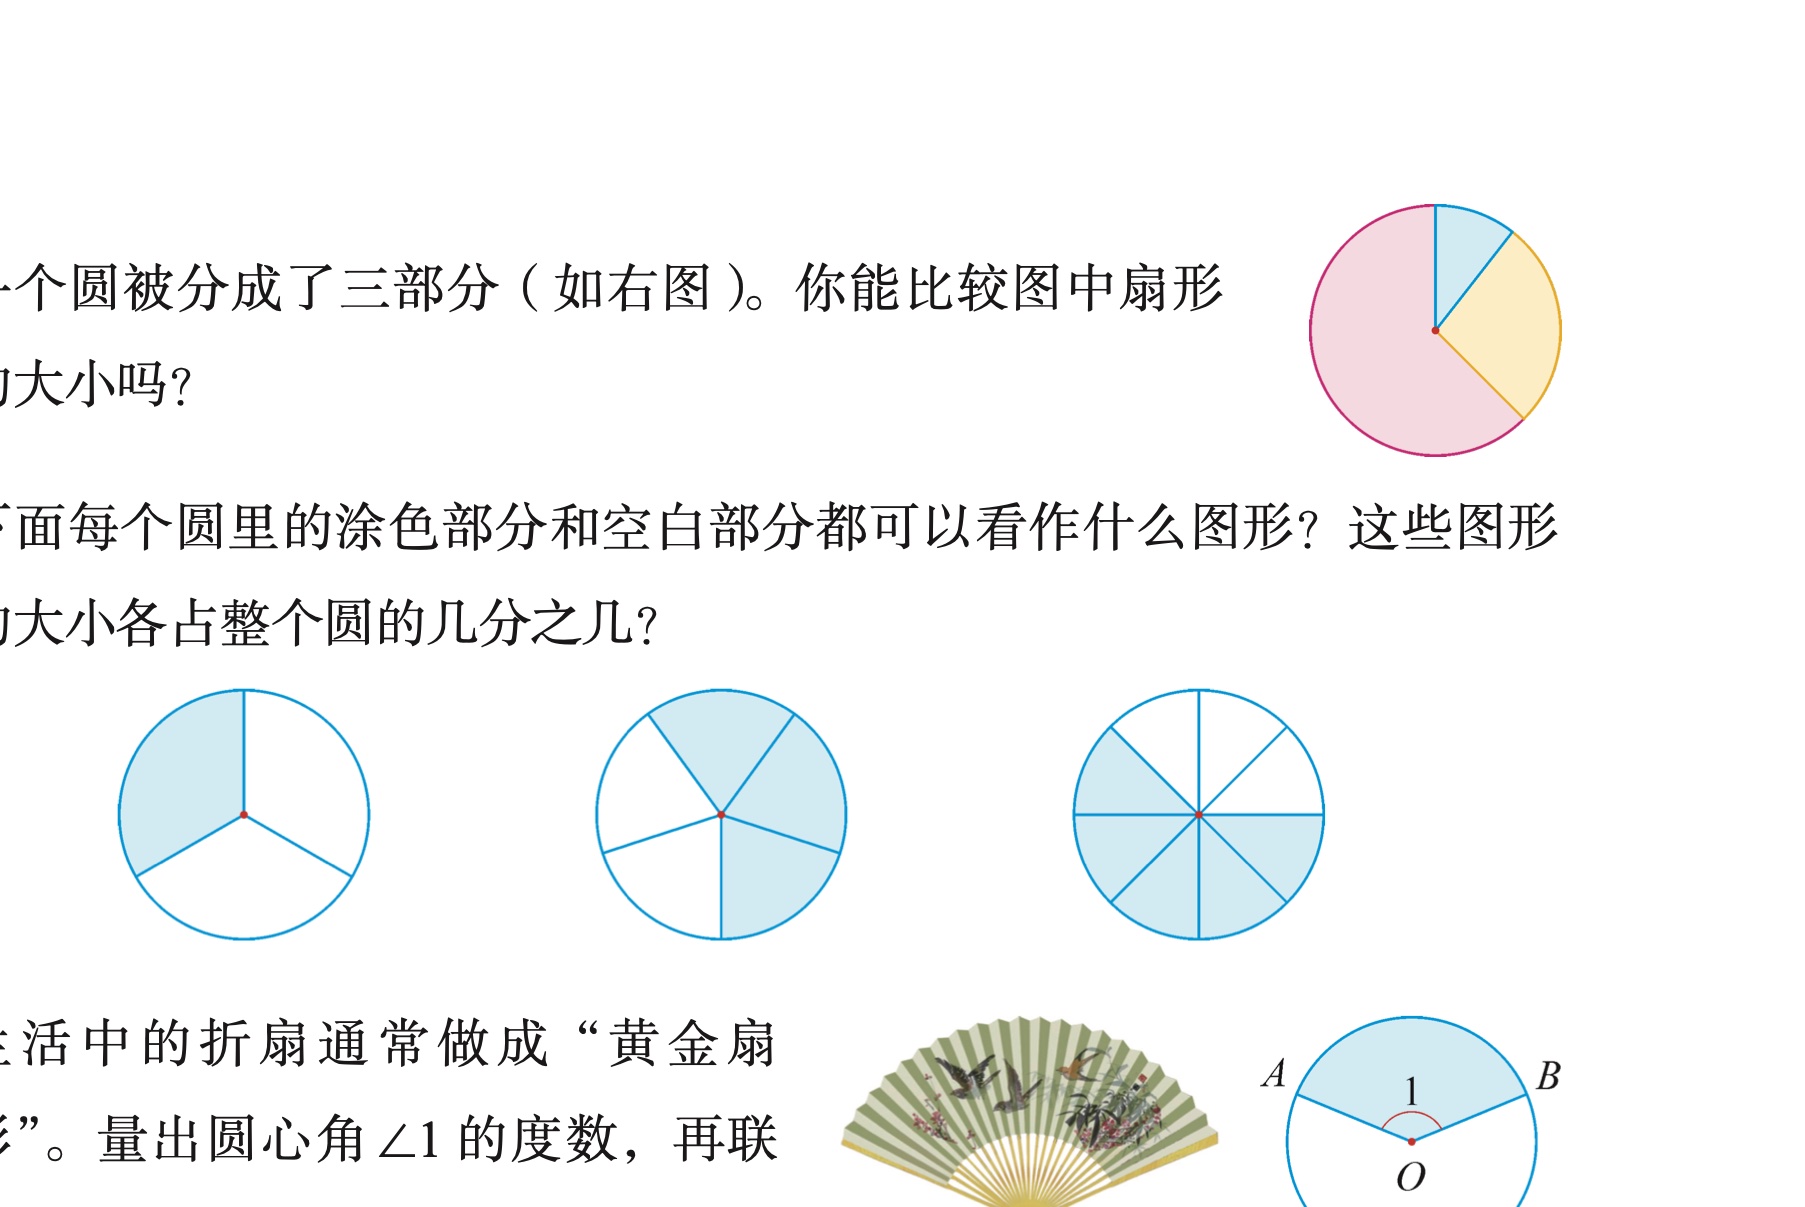 个圆被分成了三部分（如右图）。你能比较图中扇形
大小吗？
面每个圆里的涂色部分和空白部分都可以看作什么图形？这些图形
大小各占整个圆的几分之几？
活中的折扇通常做成“黄金扇
A
B
1
”。量出圆心角∠1 的度数，再联
O